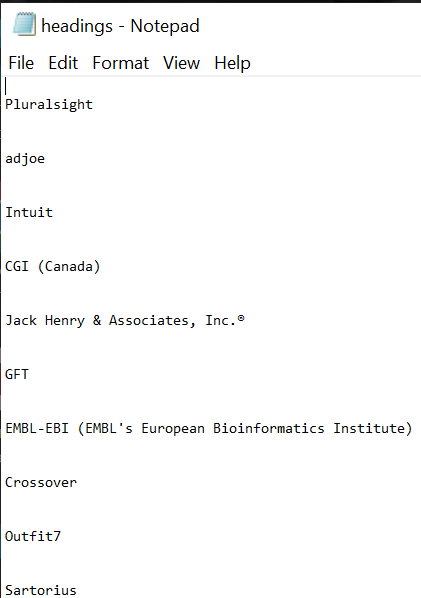 headings - Notepad
File Edit Format View Help
Pluralsight
adjoe
Intuit
CGI (Canada)
Jack Henry & Associates, Inc.®
GFT
EMBL-EBI (EMBL's European Bioinformatics Institute)
Crossover
Outfit7
Sartorius